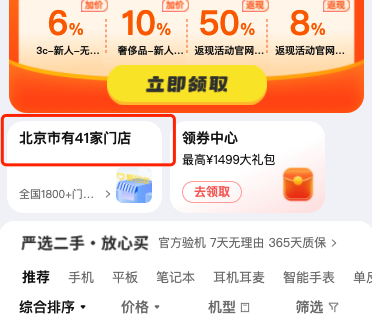 加价 加价 返现 返现
6% 10% 50% 8%
3c-新人-无... 奢侈品-新人... 返现活动官网... 返现活动官网...
立即领取
北京市有41家门店
全国1800+门... >
领券中心
最高¥1499大礼包
去领取
严选二手·放心买 官方验机 7天无理由 365天质保 >
推荐 手机 平板 笔记本 耳机耳麦 智能手表 单反
综合排序 价格 机型 筛选